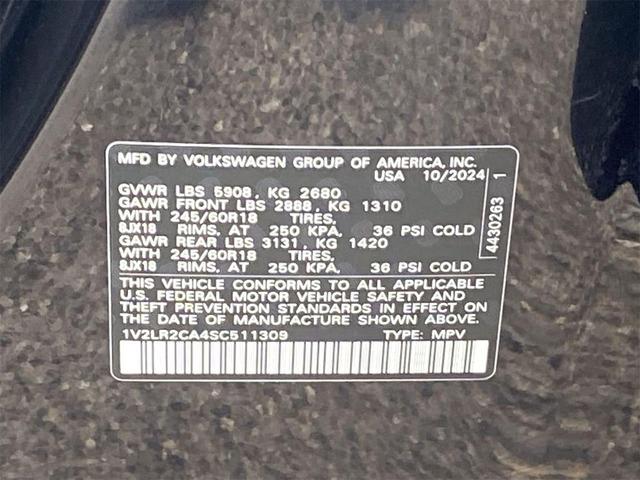 MFD BY VOLKSWAGEN GROUP OF AMERICA, INC.
USA 10/2024
GVWR LBS 5908, KG 2680
GAWR FRONT LBS 2888, KG 1310
WITH 245/60R18 TIRES,
8JX18 RIMS, AT 250 KPA, 36 PSI COLD
GAWR REAR LBS 3131, KG 1420
WITH 245/60R18 TIRES,
8JX18 RIMS, AT 250 KPA, 36 PSI COLD
THIS VEHICLE CONFORMS TO ALL APPLICABLE
U.S. FEDERAL MOTOR VEHICLE SAFETY AND
THEFT PREVENTION STANDARDS IN EFFECT ON
THE DATE OF MANUFACTURE SHOWN ABOVE.
1V2LR2CA4SC511309 TYPE: MPV
4430263 1